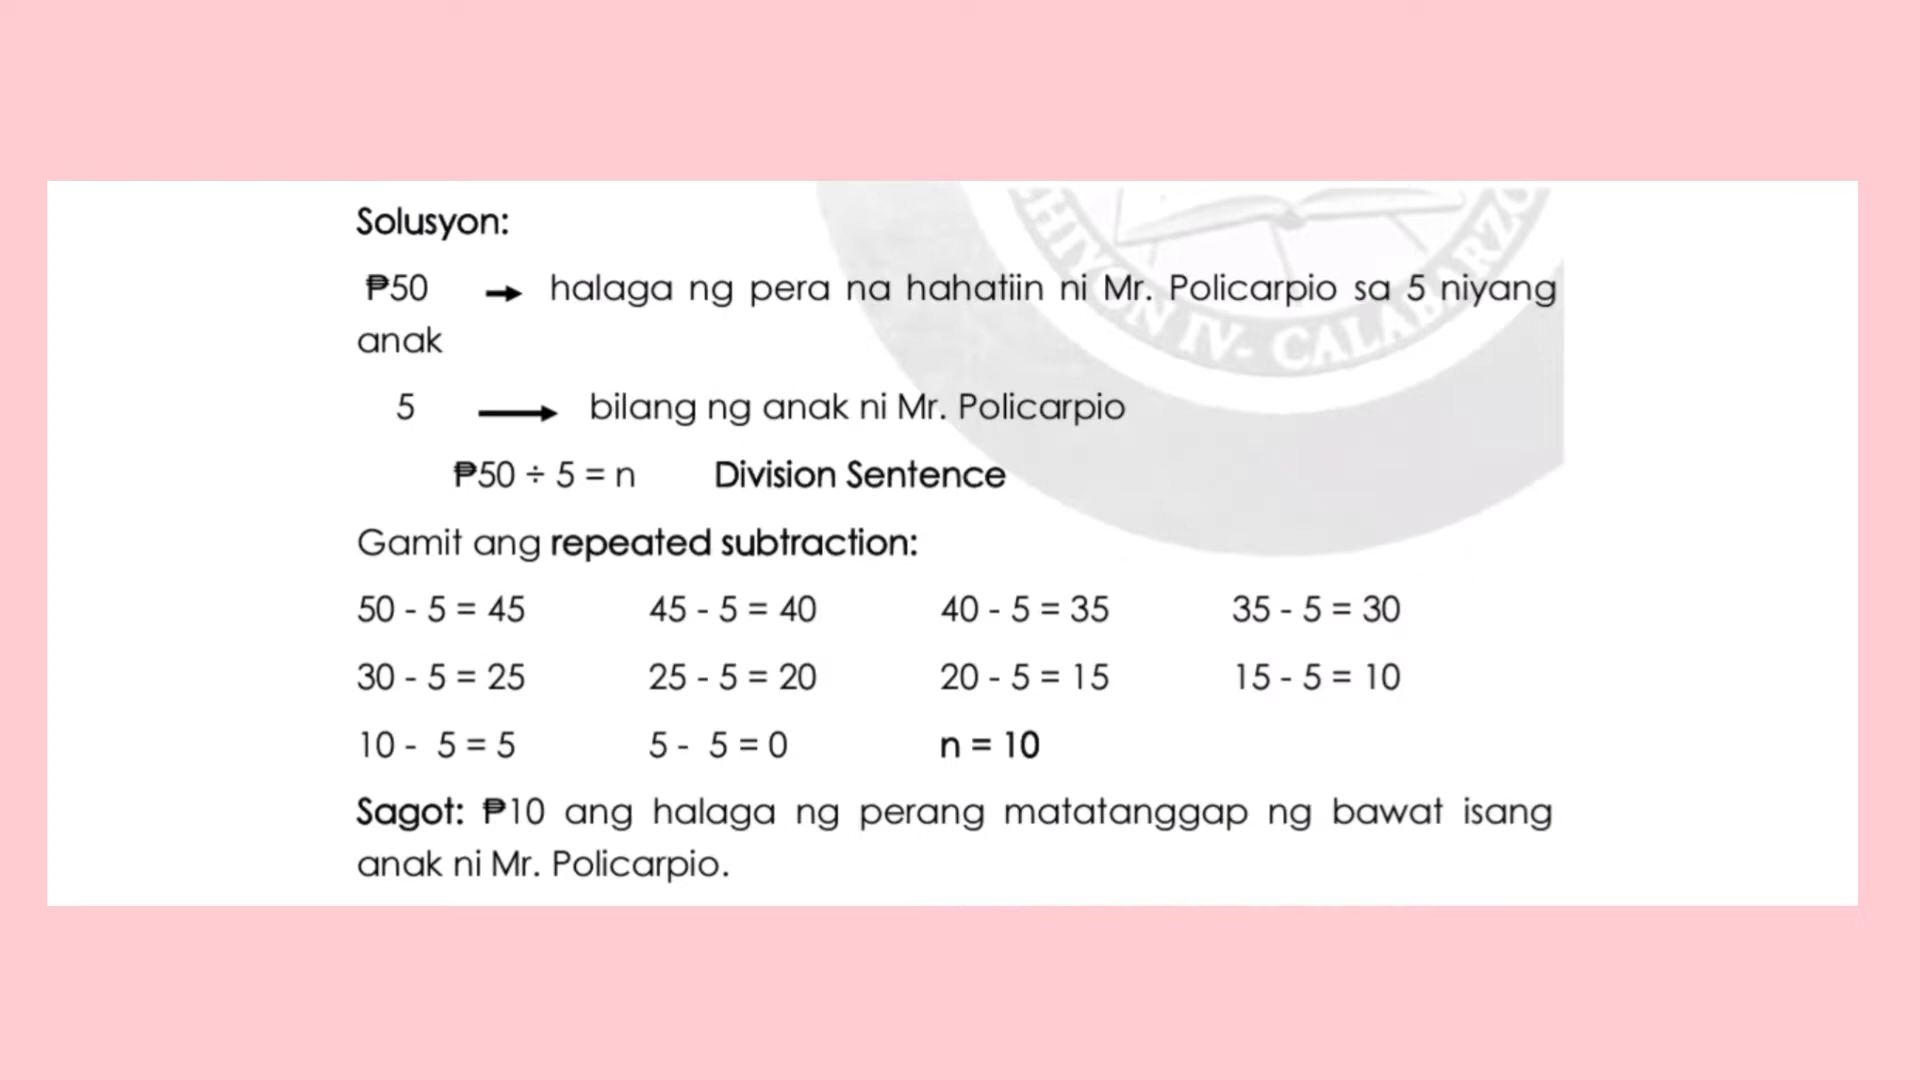 Solusyon:
₱50 → halaga ng pera na hahatiin ni Mr. Policarpio sa 5 niyang
anak
5 → bilang ng anak ni Mr. Policarpio
₱50 ÷ 5 = n Division Sentence
Gamit ang repeated subtraction:
50 - 5 = 45 45 - 5 = 40 40 - 5 = 35 35 - 5 = 30
30 - 5 = 25 25 - 5 = 20 20 - 5 = 15 15 - 5 = 10
10 - 5 = 5 5 - 5 = 0 n = 10
Sagot: ₱10 ang halaga ng perang matatanggap ng bawat isang
anak ni Mr. Policarpio.
IV- CALABARZO